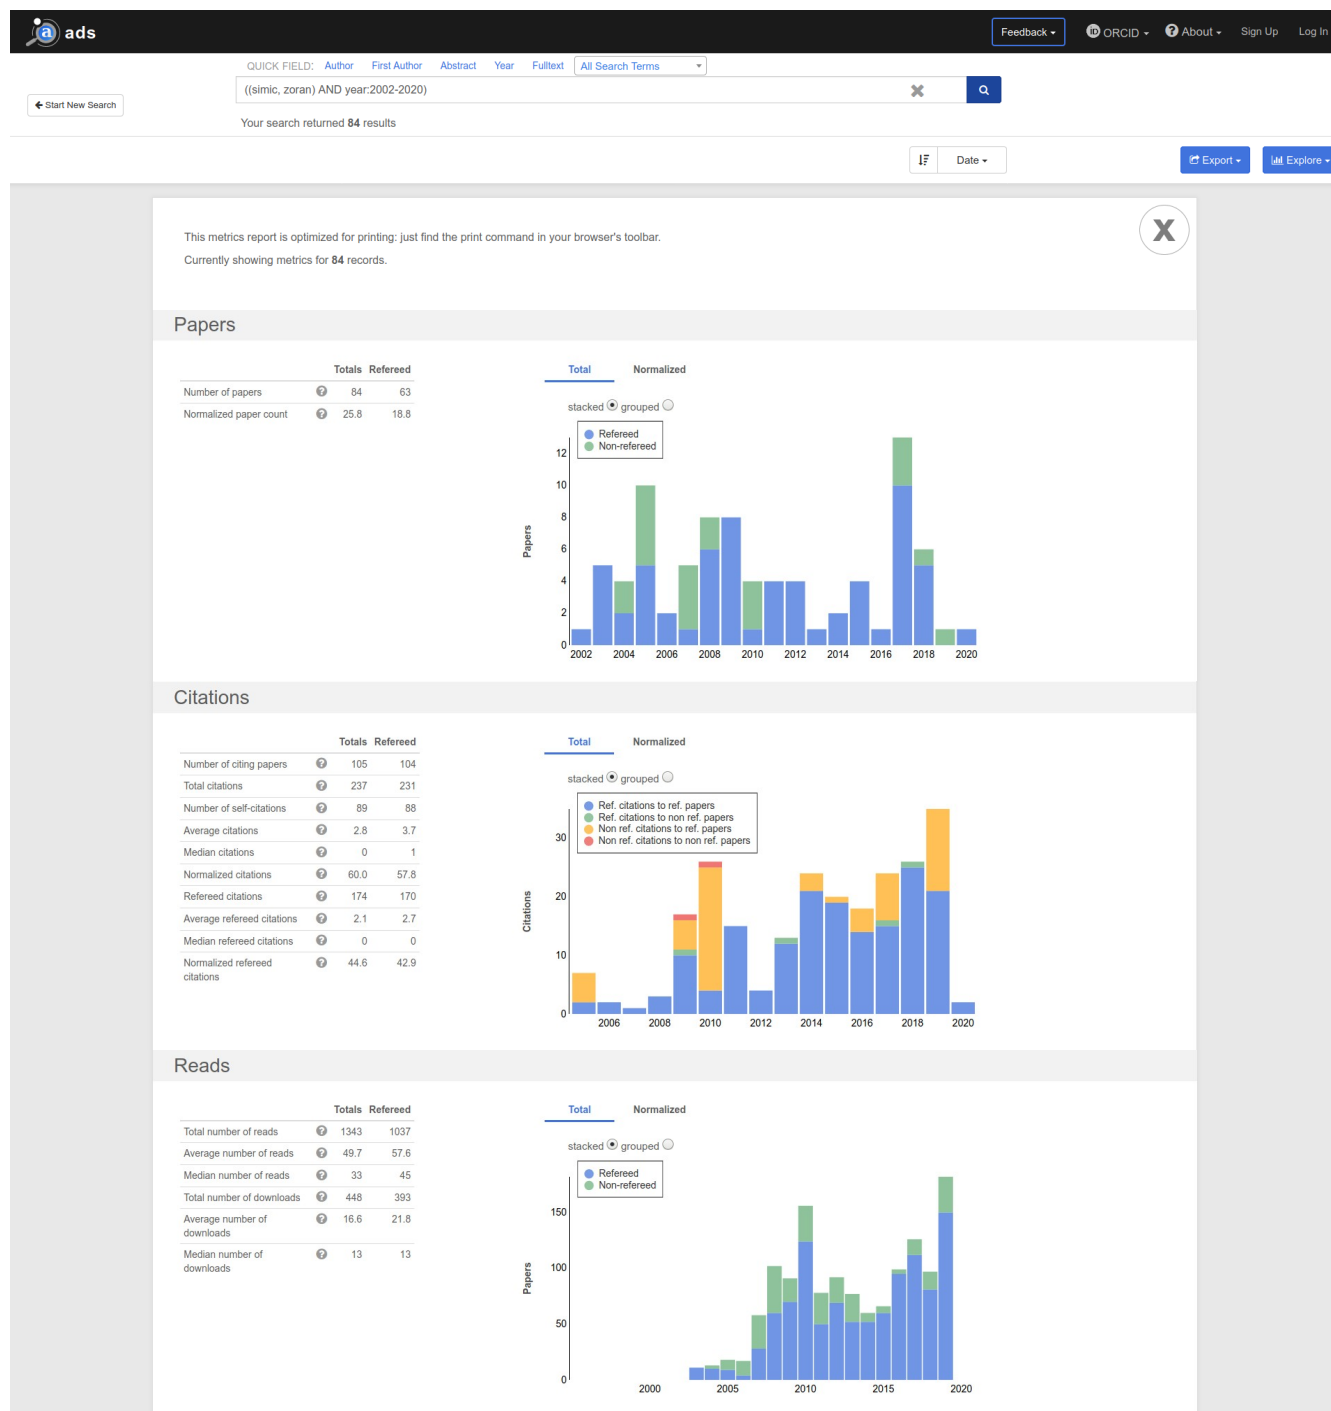 ads
Feedback
ORCID
About
Sign Up
Log In
QUICK FIELD: Author First Author Abstract Year Fulltext All Search Terms
Start New Search
((simic, zoran) AND year:2002-2020)
Your search returned 84 results
Date
Export
Explore
X
This metrics report is optimized for printing: just find the print command in your browser's toolbar.
Currently showing metrics for 84 records.
Papers
Totals Refereed
Number of papers 84 63
Normalized paper count 25.8 18.8
Total Normalized
stacked grouped
Refereed
Non-refereed
12
10
8
6
4
2
0
Papers
2002 2004 2006 2008 2010 2012 2014 2016 2018 2020
Citations
Totals Refereed
Number of citing papers 105 104
Total citations 237 231
Number of self-citations 89 88
Average citations 2.8 3.7
Median citations 0 1
Normalized citations 60.0 57.8
Refereed citations 174 170
Average refereed citations 2.1 2.7
Median refereed citations 0 0
Normalized refereed 44.6 42.9
citations
Total Normalized
stacked grouped
Ref. citations to ref. papers
Ref. citations to non ref. papers
Non ref. citations to ref. papers
Non ref. citations to non ref. papers
30
20
10
0
Citations
2006 2008 2010 2012 2014 2016 2018 2020
Reads
Totals Refereed
Total number of reads 1343 1037
Average number of reads 49.7 57.6
Median number of reads 33 45
Total number of downloads 448 393
Average number of 16.6 21.8
downloads
Median number of 13 13
downloads
Total Normalized
stacked grouped
Refereed
Non-refereed
150
100
50
0
Papers
2000 2005 2010 2015 2020